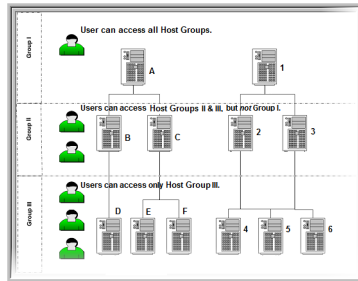 Group I
User can access all Host Groups.
A
1
Group II
Users can access Host Groups II & III, but not Group I.
B
C
2
3
Group III
Users can access only Host Group III.
D
E
F
4
5
6